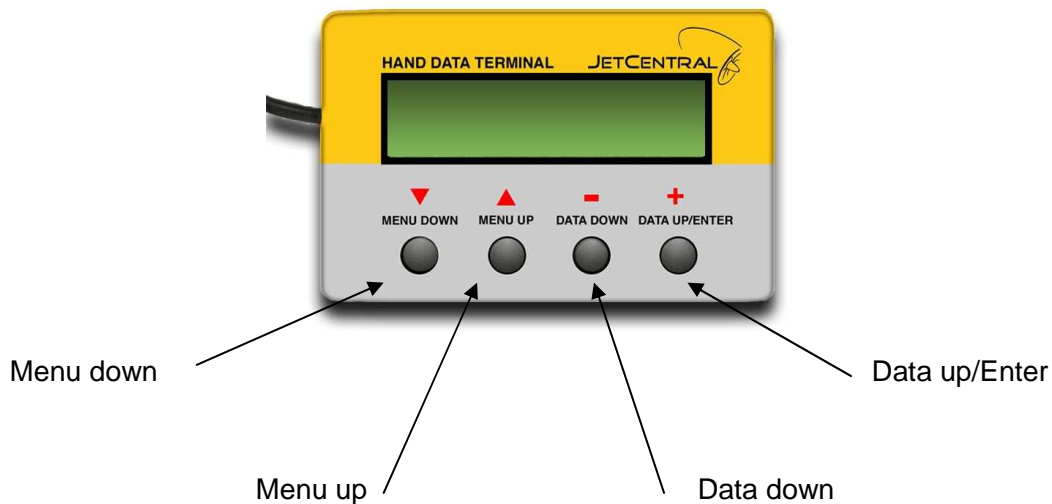 HAND DATA TERMINAL JETCENTRAL
▼ ▲ - +
MENU DOWN MENU UP DATA DOWN DATA UP/ENTER
Menu down Data up/Enter
Menu up Data down